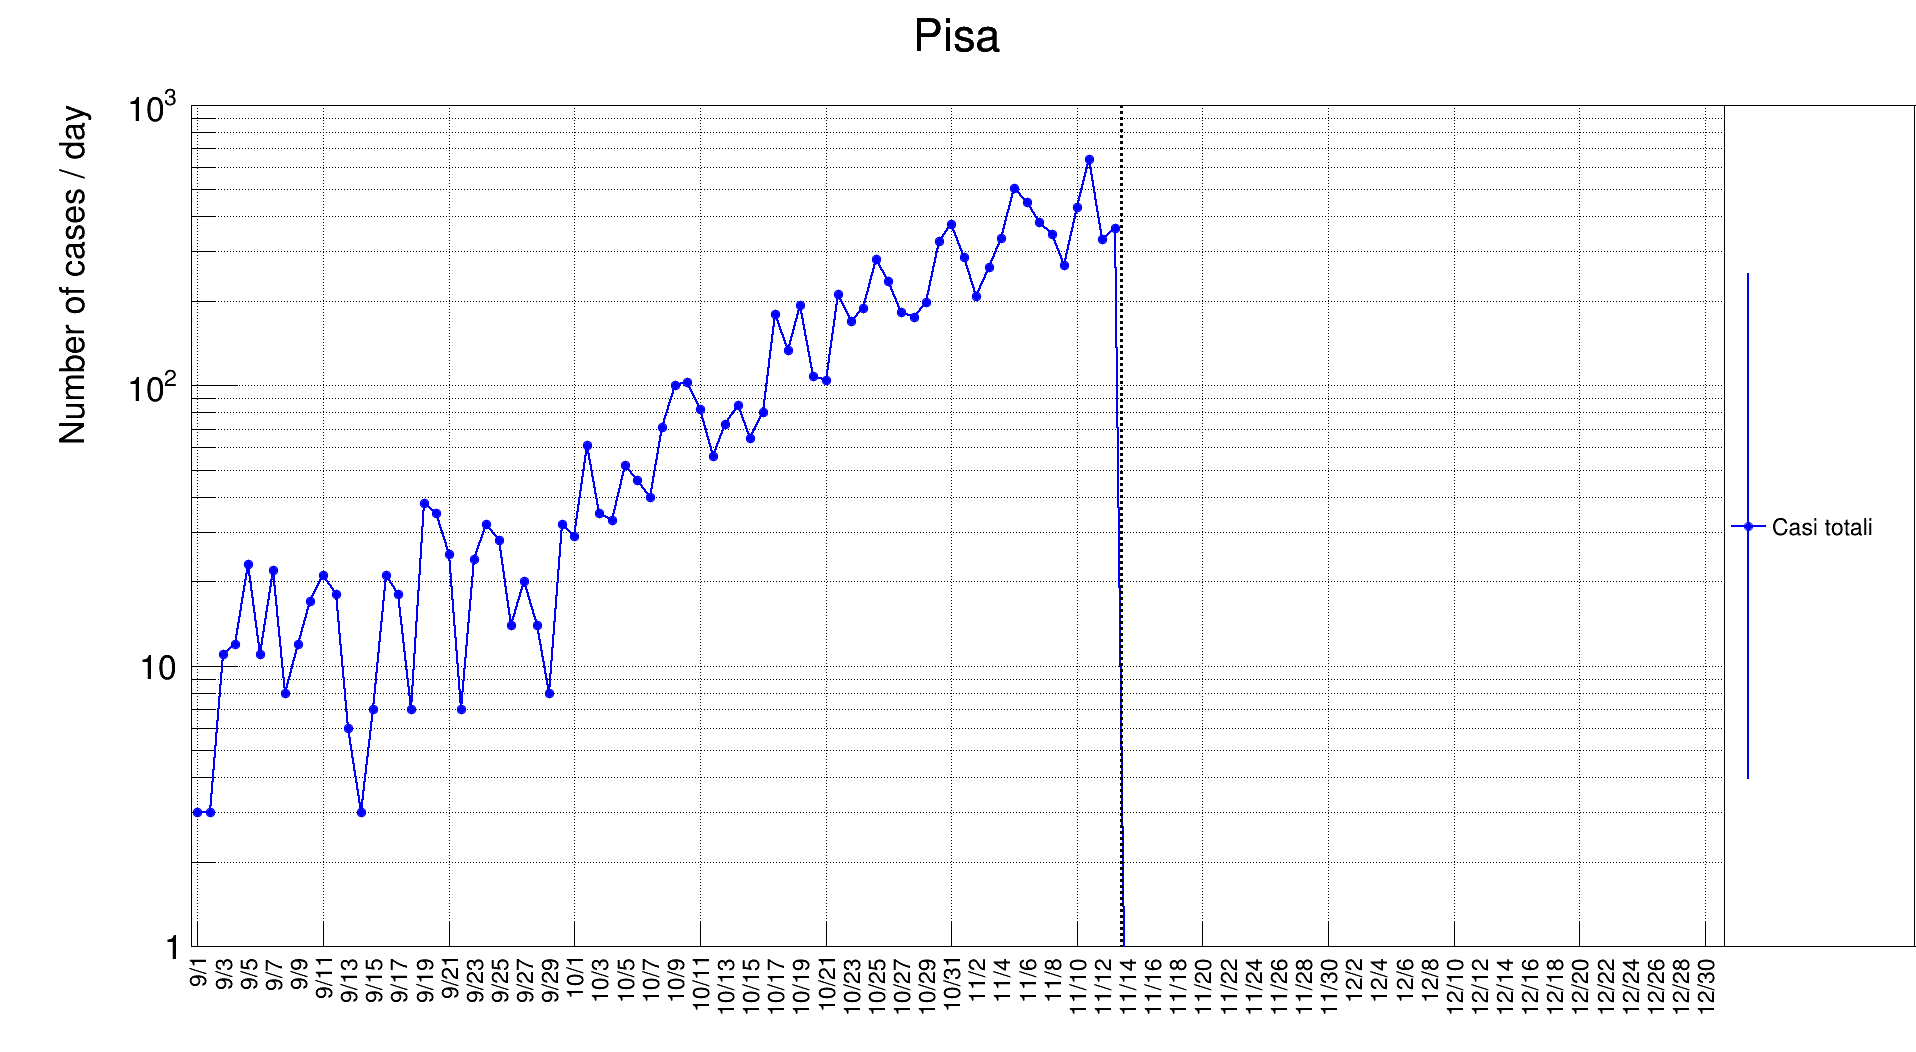 Pisa
Number of cases / day
10³
10²
10
1
9/1 9/3 9/5 9/7 9/9 9/11 9/13 9/15 9/17 9/19 9/21 9/23 9/25 9/27 9/29 10/1 10/3 10/5 10/7 10/9 10/11 10/13 10/15 10/17 10/19 10/21 10/23 10/25 10/27 10/29 10/31 11/2 11/4 11/6 11/8 11/10 11/12 11/14 11/16 11/18 11/20 11/22 11/24 11/26 11/28 11/30 12/2 12/4 12/6 12/8 12/10 12/12 12/14 12/16 12/18 12/20 12/22 12/24 12/26 12/28 12/30
Casi totali